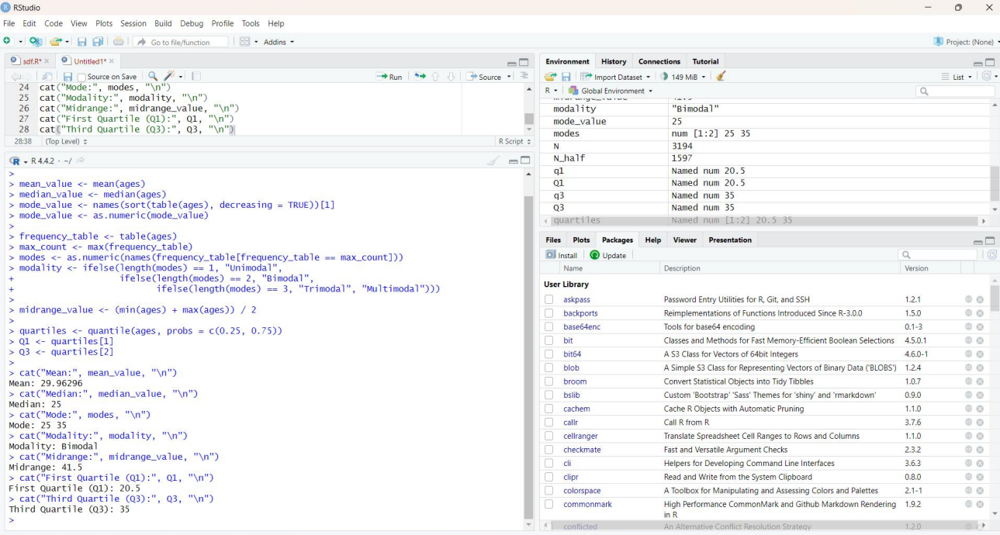 RStudio
File Edit Code View Plots Session Build Debug Profile Tools Help
Go to file/function Addins Project: (None)
sdf.R* Untitled1*
Source on Save Run Source
24 cat("Mode:", modes, "\n")
25 cat("Modality:", modality, "\n")
26 cat("Midrange:", midrange_value, "\n")
27 cat("First Quartile (Q1):", Q1, "\n")
28 cat("Third Quartile (Q3):", Q3, "\n")
28:38 (Top Level) R Script
R 4.4.2 · ~/
>
> mean_value <- mean(ages)
> median_value <- median(ages)
> mode_value <- names(sort(table(ages), decreasing = TRUE))[1]
> mode_value <- as.numeric(mode_value)
>
> frequency_table <- table(ages)
> max_count <- max(frequency_table)
> modes <- as.numeric(names(frequency_table[frequency_table == max_count]))
> modality <- ifelse(length(modes) == 1, "Unimodal",
+ ifelse(length(modes) == 2, "Bimodal",
+ ifelse(length(modes) == 3, "Trimodal", "Multimodal")))
>
> midrange_value <- (min(ages) + max(ages)) / 2
>
> quartiles <- quantile(ages, probs = c(0.25, 0.75))
> Q1 <- quartiles[1]
> Q3 <- quartiles[2]
>
> cat("Mean:", mean_value, "\n")
Mean: 29.96296
> cat("Median:", median_value, "\n")
Median: 25
> cat("Mode:", modes, "\n")
Mode: 25 35
> cat("Modality:", modality, "\n")
Modality: Bimodal
> cat("Midrange:", midrange_value, "\n")
Midrange: 41.5
> cat("First Quartile (Q1):", Q1, "\n")
First Quartile (Q1): 20.5
> cat("Third Quartile (Q3):", Q3, "\n")
Third Quartile (Q3): 35
>
Environment History Connections Tutorial
Import Dataset 149 MiB List
R Global Environment
midrange_value 41.5
modality "Bimodal"
mode_value 25
modes num [1:2] 25 35
N 3194
N_half 1597
q1 Named num 20.5
Q1 Named num 20.5
q3 Named num 35
Q3 Named num 35
quartiles Named num [1:2] 20.5 35
Files Plots Packages Help Viewer Presentation
Install Update
Name Description Version
User Library
askpass Password Entry Utilities for R, Git, and SSH 1.2.1
backports Reimplementations of Functions Introduced Since R-3.0.0 1.5.0
base64enc Tools for base64 encoding 0.1-3
bit Classes and Methods for Fast Memory-Efficient Boolean Selections 4.5.0.1
bit64 A S3 Class for Vectors of 64bit Integers 4.6.0-1
blob A Simple S3 Class for Representing Vectors of Binary Data ('BLOBS') 1.2.4
broom Convert Statistical Objects into Tidy Tibbles 1.0.7
bslib Custom 'Bootstrap' 'Sass' Themes for 'shiny' and 'rmarkdown' 0.9.0
cachem Cache R Objects with Automatic Pruning 1.1.0
callr Call R from R 3.7.6
cellranger Translate Spreadsheet Cell Ranges to Rows and Columns 1.1.0
checkmate Fast and Versatile Argument Checks 2.3.2
cli Helpers for Developing Command Line Interfaces 3.6.3
clipr Read and Write from the System Clipboard 0.8.0
colorspace A Toolbox for Manipulating and Assessing Colors and Palettes 2.1-1
commonmark High Performance CommonMark and Github Markdown Rendering 1.9.2
in R
conflicted An Alternative Conflict Resolution Strategy 1.2.0